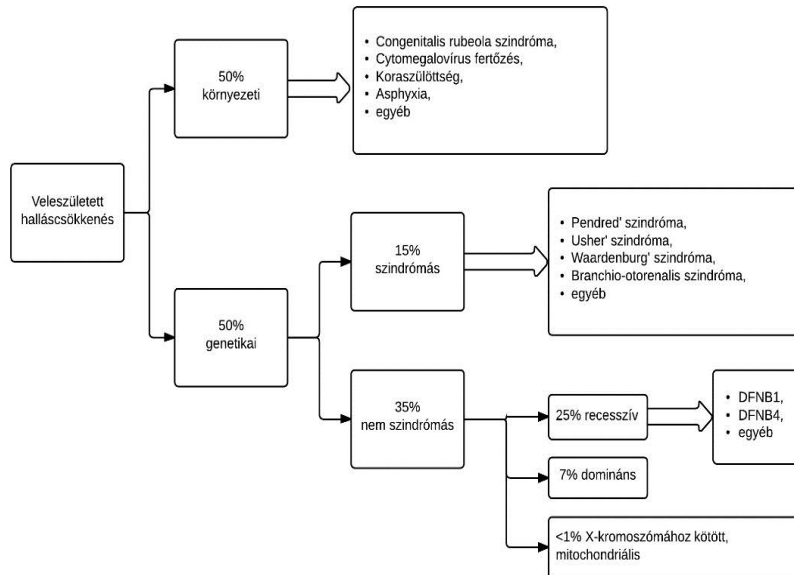 Veleszületett
halláscsökkenés
50%
környezeti
• Congenitalis rubeola szindróma,
• Cytomegalovírus fertőzés,
• Koraszülöttség,
• Asphyxia,
• egyéb
50%
genetikai
15%
szindrómás
• Pendred' szindróma,
• Usher' szindróma,
• Waardenburg' szindróma,
• Branchio-otorenalis szindróma,
• egyéb
35%
nem szindrómás
25% recesszív
• DFNB1,
• DFNB4,
• egyéb
7% domináns
<1% X-kromoszómához kötött,
mitochondriális